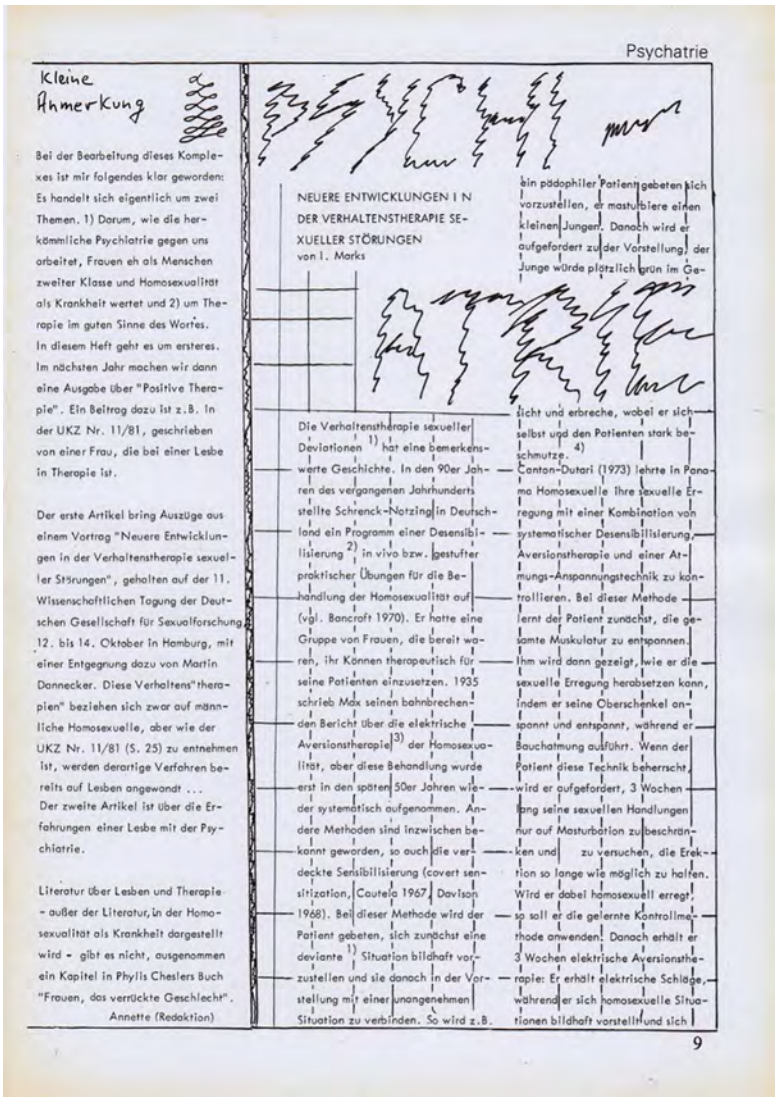 Psychatrie
Kleine
Anmerkung
Bei der Bearbeitung dieses Komple-
xes ist mir folgendes klar geworden:
Es handelt sich eigentlich um zwei
Themen. 1) Darum, wie die her-
kömmliche Psychiatrie gegen uns
arbeitet, Frauen eh als Menschen
zweiter Klasse und Homosexualität
als Krankheit wertet und 2) um The-
rapie im guten Sinne des Wortes.
In diesem Heft geht es um ersteres.
Im nächsten Jahr machen wir dann
eine Ausgabe über "Positive Thera-
pie". Ein Beitrag dazu ist z.B. in
der UKZ Nr. 11/81, geschrieben
von einer Frau, die bei einer Lesbe
in Therapie ist.
Der erste Artikel bring Auszüge aus
einem Vortrag "Neuere Entwicklun-
gen in der Verhaltenstherapie sexuel-
ler Störungen", gehalten auf der 11.
Wissenschaftlichen Tagung der Deut-
schen Gesellschaft für Sexualforschung,
12. bis 14. Oktober in Hamburg, mit
einer Entgegnung dazu von Martin
Dannecker. Diese Verhaltens"thera-
pien" beziehen sich zwar auf männ-
liche Homosexuelle, aber wie der
UKZ Nr. 11/81 (S. 25) zu entnehmen
ist, werden derartige Verfahren be-
reits auf Lesben angewandt ...
Der zweite Artikel ist über die Er-
fahrungen einer Lesbe mit der Psy-
chiatrie.
Literatur über Lesben und Therapie
- außer der Literatur, in der Homo-
sexualität als Krankheit dargestellt
wird - gibt es nicht, ausgenommen
ein Kapitel in Phylis Cheslers Buch
"Frauen, das verrückte Geschlecht".
Annette (Redaktion)
PSYCHI
ATRIE
NEUERE ENTWICKLUNGEN I N
DER VERHALTENSTHERAPIE SE-
XUELLER STÖRUNGEN
von I. Marks
Die Verhaltenstherapie sexueller
Deviationen 1) hat eine bemerkens-
werte Geschichte. In den 90er Jah-
ren des vergangenen Jahrhunderts
stellte Schrenck-Notzing in Deutsch-
land ein Programm einer Desensibi-
lisierung 2) in vivo bzw. gestufter
praktischer Übungen für die Be-
handlung der Homosexualität auf
(vgl. Bancroft 1970). Er hatte eine
Gruppe von Frauen, die bereit wa-
ren, ihr Können therapeutisch für
seine Patienten einzusetzen. 1935
schrieb Max seinen bahnbrechen-
den Bericht über die elektrische
Aversionstherapie 3) der Homosexua-
lität, aber diese Behandlung wurde
erst in den späten 50er Jahren wie-
der systematisch aufgenommen. An-
dere Methoden sind inzwischen be-
kannt geworden, so auch die ver-
deckte Sensibilisierung (covert sen-
sitization, Cautela 1967, Davison
1968). Bei dieser Methode wird der
Patient gebeten, sich zunächst eine
deviante 1) Situation bildhaft vor-
zustellen und sie danach in der Vor-
stellung mit einer unangenehmen
Situation zu verbinden. So wird z.B.
ein pädophiler Patient gebeten sich
vorzustellen, er masturbiere einen
kleinen Jungen. Danach wird er
aufgefordert zu der Vorstellung, der
Junge würde plötzlich grün im Ge-
sicht und erbreche, wobei er sich
selbst und den Patienten stark be-
schmutze. 4)
Canton-Dutari (1973) lehrte in Pana-
ma Homosexuelle ihre sexuelle Er-
regung mit einer Kombination von
systematischer Desensibilisierung,
Aversionstherapie und einer At-
mungs-Anspannungstechnik zu kon-
trollieren. Bei dieser Methode
lernt der Patient zunächst, die ge-
samte Muskulatur zu entspannen.
Ihm wird dann gezeigt, wie er die
sexuelle Erregung herabsetzen kann,
indem er seine Oberschenkel an-
spannt und entspannt, während er
Bauchatmung ausführt. Wenn der
Patient diese Technik beherrscht,
wird er aufgefordert, 3 Wochen
lang seine sexuellen Handlungen
nur auf Masturbation zu beschrän-
ken und zu versuchen, die Erek-
tion so lange wie möglich zu halten.
Wird er dabei homosexuell erregt,
so soll er die gelernte Kontrollme-
thode anwenden. Danach erhält er
3 Wochen elektrische Aversionsthe-
rapie: Er erhält elektrische Schläge,
während er sich homosexuelle Situa-
tionen bildhaft vorstellt und sich
9